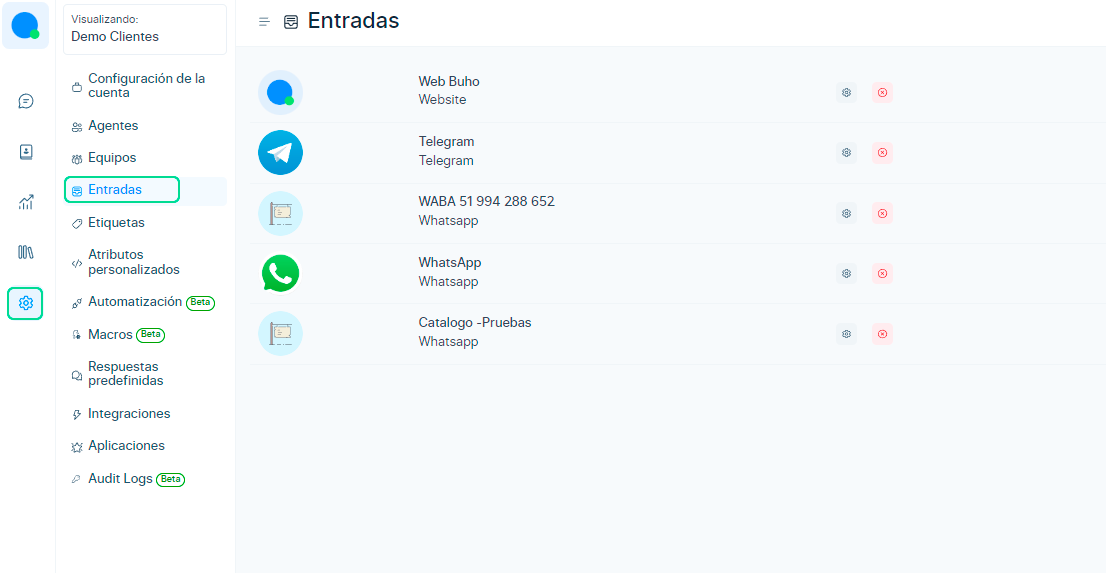 Visualizando:
Demo Clientes
Configuración de la
cuenta
Agentes
Equipos
Entradas
Etiquetas
Atributos
personalizados
Automatización Beta
Macros Beta
Respuestas
predefinidas
Integraciones
Aplicaciones
Audit Logs Beta
Entradas
Web Buho
Website
Telegram
Telegram
WABA 51 994 288 652
Whatsapp
WhatsApp
Whatsapp
Catalogo -Pruebas
Whatsapp